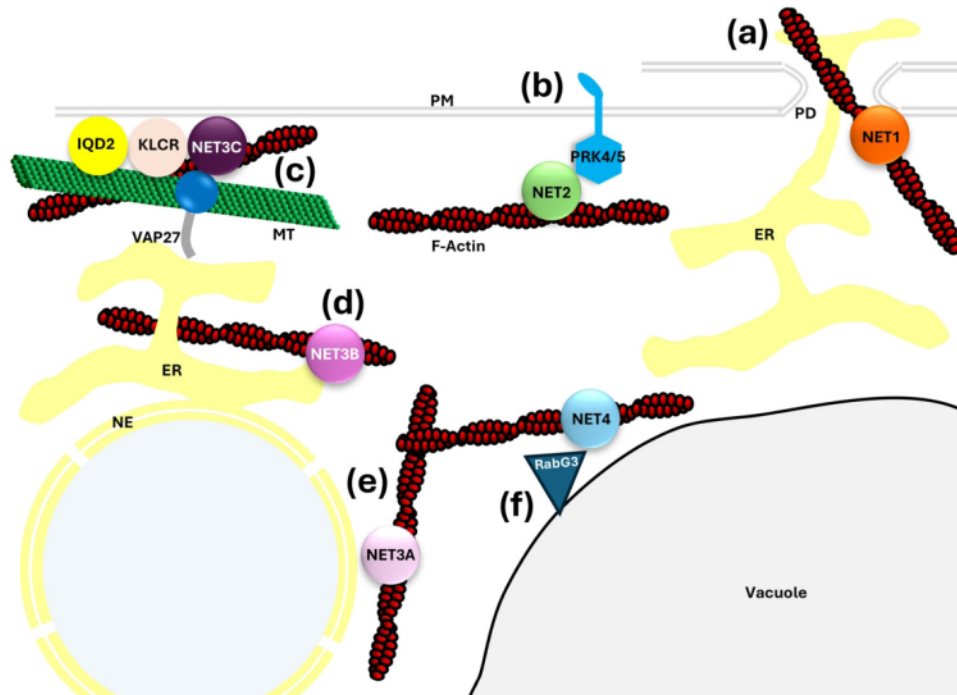 (a)
PM
(b)
PD
NET1
IQD2
KLCR
NET3C
(c)
PRK4/5
NET2
VAP27
MT
F-Actin
ER
(d)
NET3B
ER
NE
NET4
(e)
RabG3
(f)
NET3A
Vacuole